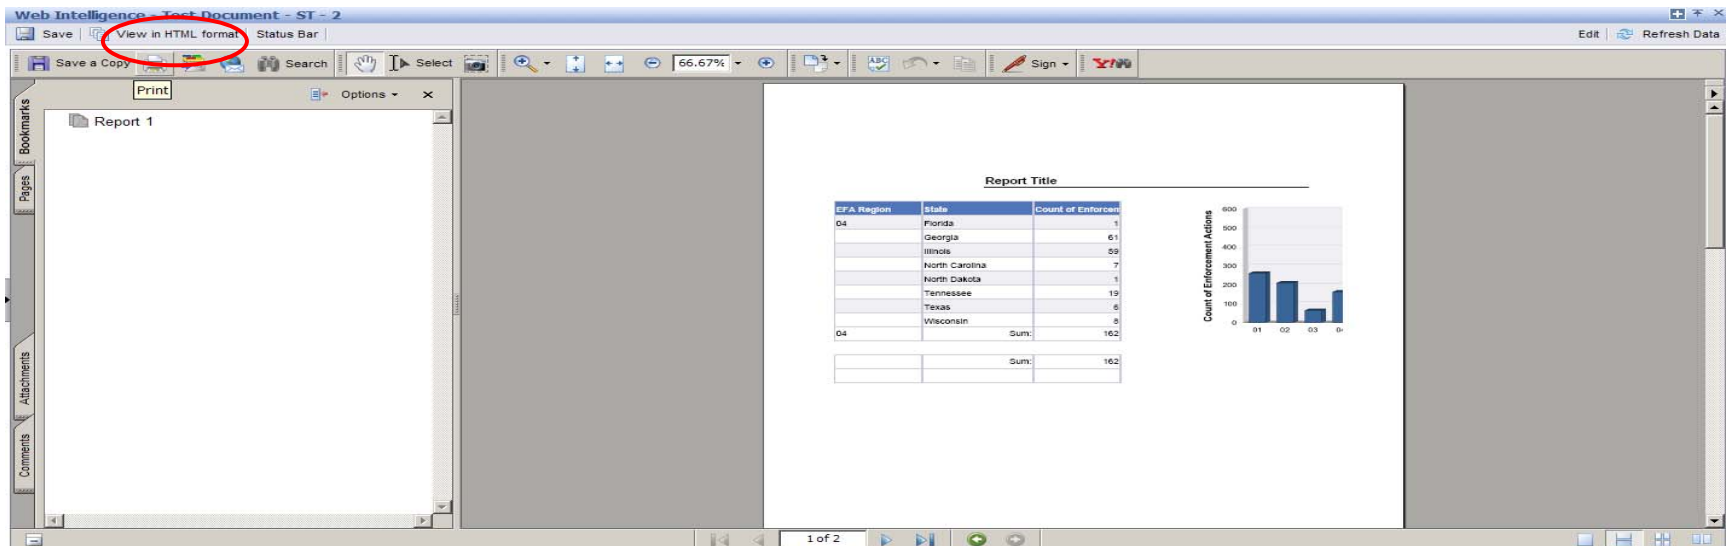 Web Intelligence - Test Document - ST - 2
Save View in HTML format Status Bar Edit Refresh Data
Save a Copy Search Select 66.67% Sign Y!
Print Options
Bookmarks
Report 1
Pages
Attachments
Comments
Report Title
EFA Region State Count of Enforcem
04 Florida 1
Georgia 61
Illinois 59
North Carolina 7
North Dakota 1
Tennessee 19
Texas 6
Wisconsin 8
04 Sum: 162
Sum: 162
Count of Enforcement Actions
600
500
400
300
200
100
0
01 02 03 04
1 of 2